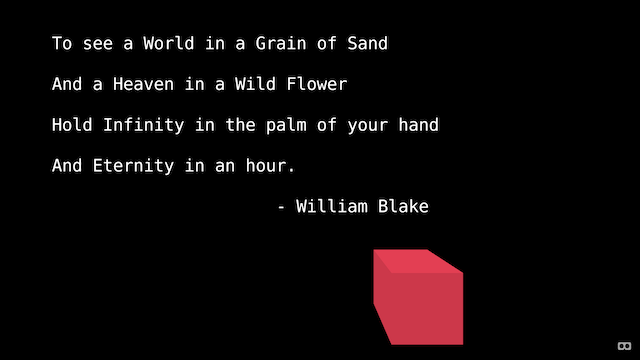 To see a World in a Grain of Sand
And a Heaven in a Wild Flower
Hold Infinity in the palm of your hand
And Eternity in an hour.
- William Blake